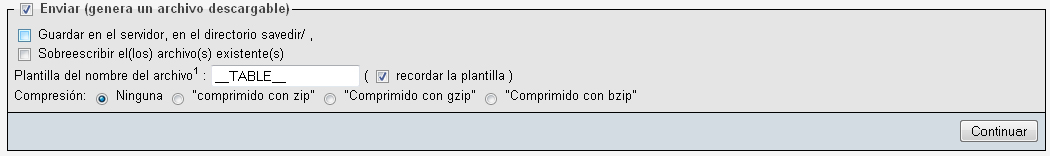 Enviar (genera un archivo descargable)
Guardar en el servidor, en el directorio savedir/ ,
Sobreescribir el(los) archivo(s) existente(s)
Plantilla del nombre del archivo1 : __TABLE__ ( recordar la plantilla )
Compresión: Ninguna "comprimido con zip" "Comprimido con gzip" "Comprimido con bzip"
Continuar